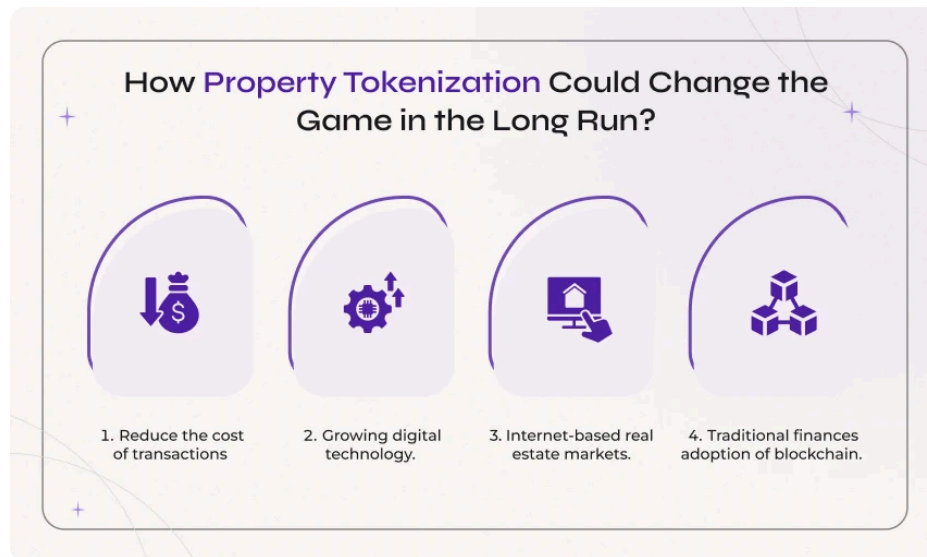 How Property Tokenization Could Change the
Game in the Long Run?
$
1. Reduce the cost
of transactions
2. Growing digital
technology.
3. Internet-based real
estate markets.
4. Traditional finances
adoption of blockchain.